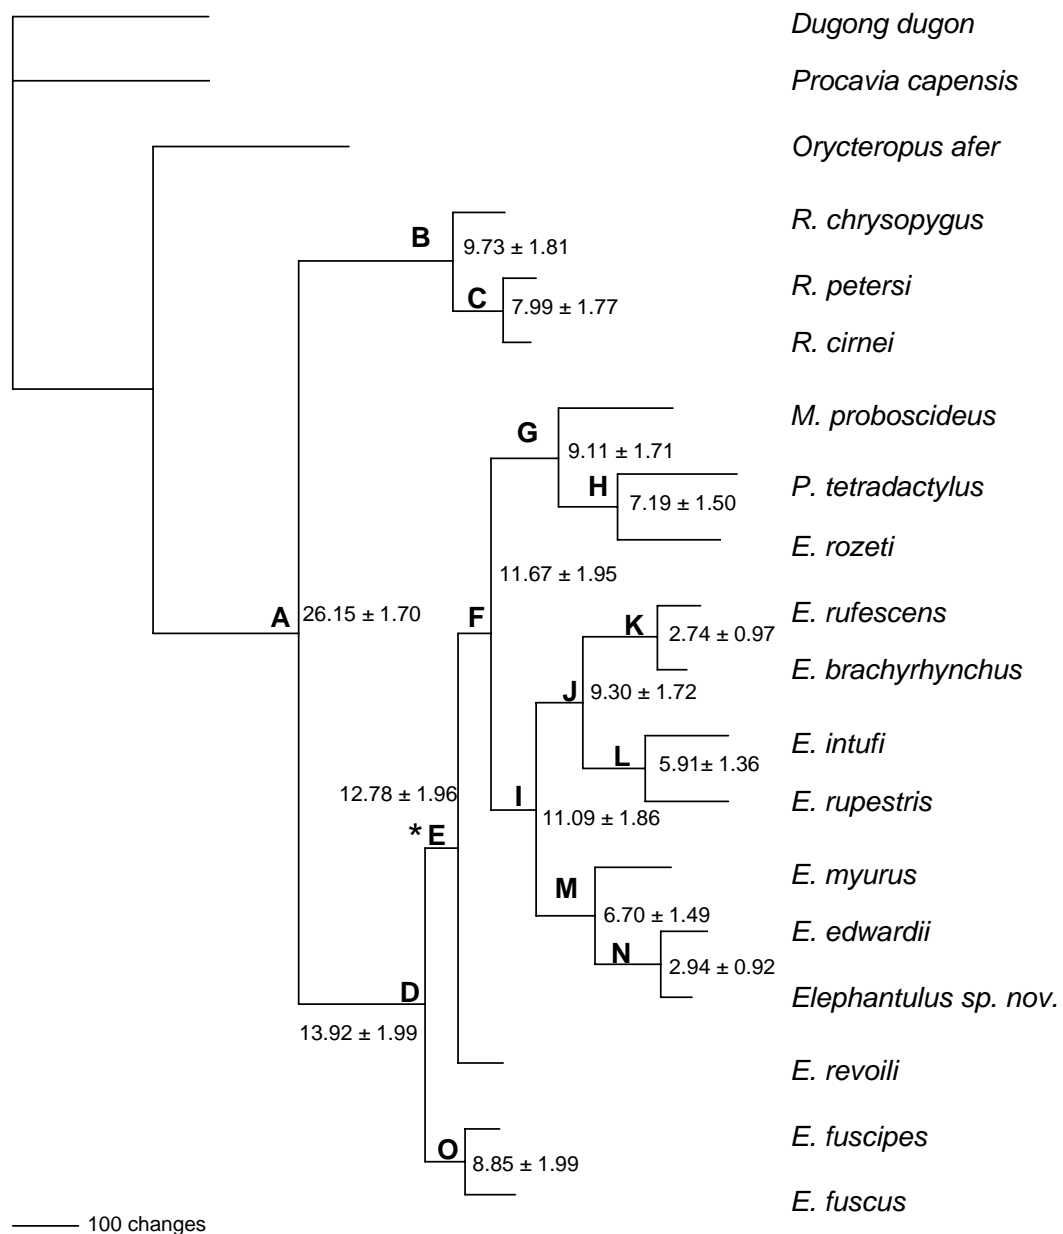 Dugong dugon
Procavia capensis
Orycteropus afer
R. chrysopygus
B
9.73 ± 1.81
R. petersi
C
7.99 ± 1.77
R. cirnei
M. proboscideus
G
9.11 ± 1.71
P. tetradactylus
H
7.19 ± 1.50
E. rozeti
11.67 ± 1.95
A
26.15 ± 1.70
F
E. rufescens
K
2.74 ± 0.97
E. brachyrhynchus
J
9.30 ± 1.72
E. intufi
L
5.91± 1.36
12.78 ± 1.96
I
E. rupestris
11.09 ± 1.86
* E
M
E. myurus
6.70 ± 1.49
E. edwardii
N
2.94 ± 0.92
D
Elephantulus sp. nov.
13.92 ± 1.99
E. revoili
E. fuscipes
O
8.85 ± 1.99
E. fuscus
100 changes